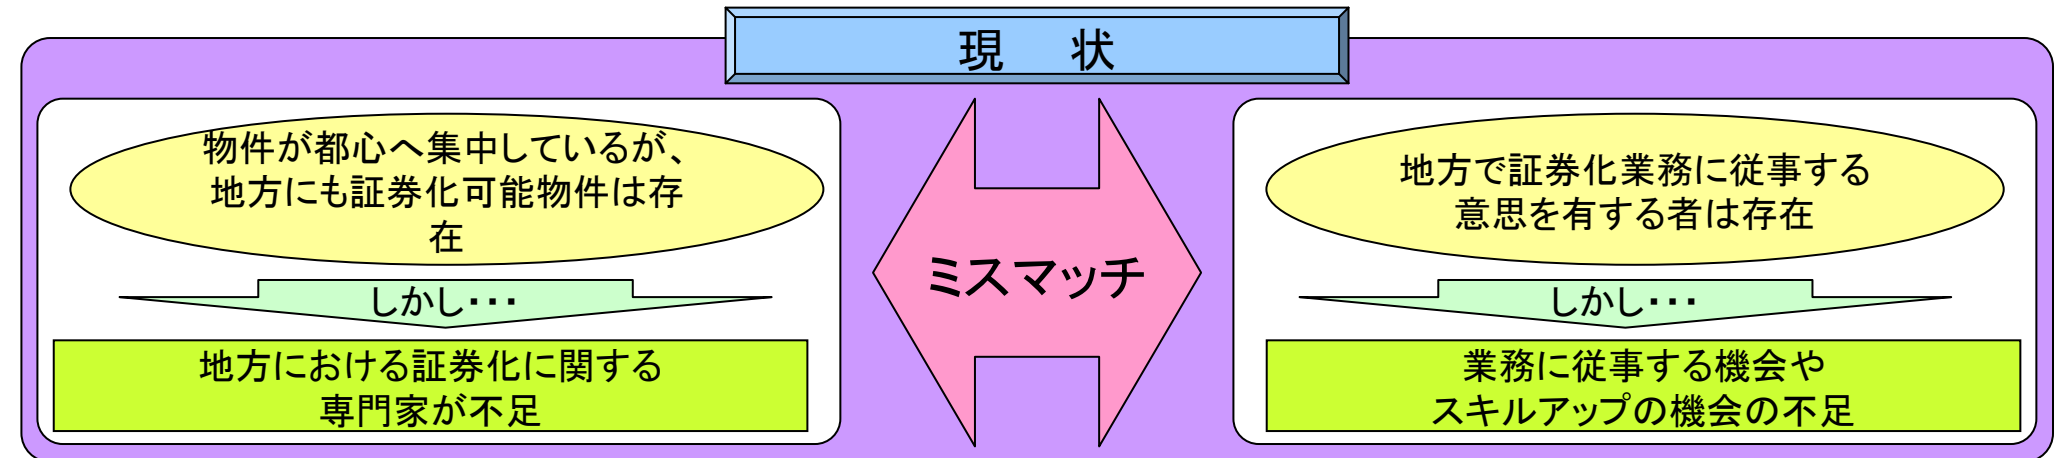 現　状
物件が都心へ集中しているが、
地方にも証券化可能物件は存
在
しかし・・・
地方における証券化に関する
専門家が不足
ミスマッチ
地方で証券化業務に従事する
意思を有する者は存在
しかし・・・
業務に従事する機会や
スキルアップの機会の不足